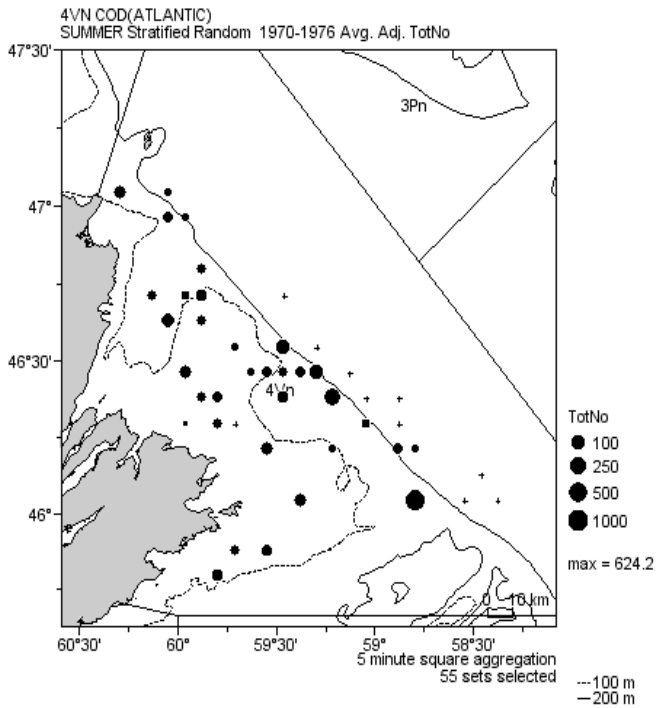 4VN COD(ATLANTIC)
SUMMER Stratified Random 1970-1976 Avg. Adj. TotNo
47°30'
3Pn
47°
46°30'
4Vn
46°
TotNo
100
250
500
1000
max = 624.2
0 10 km
60°30' 60° 59°30' 59° 58°30'
5 minute square aggregation
55 sets selected
---100 m
—200 m